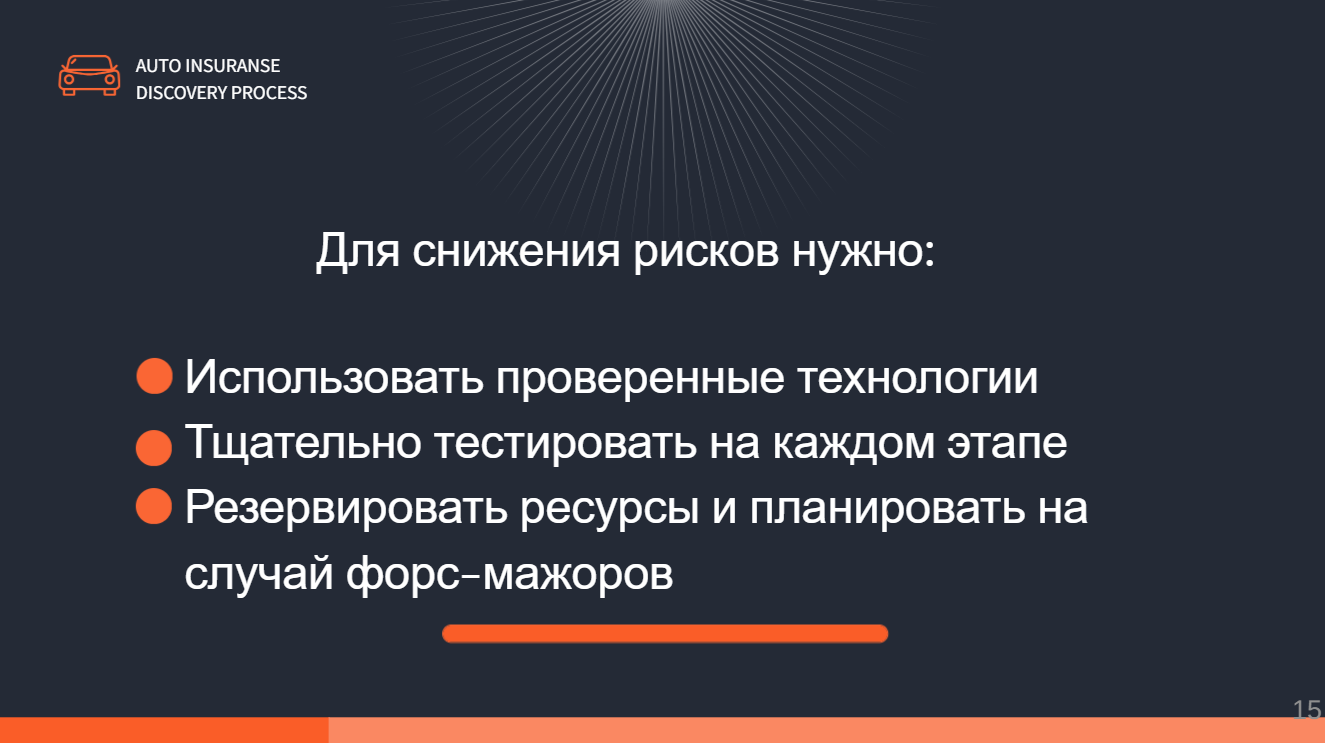 AUTO INSURANSE
DISCOVERY PROCESS
Для снижения рисков нужно:
Использовать проверенные технологии
Тщательно тестировать на каждом этапе
Резервировать ресурсы и планировать на
случай форс–мажоров
15